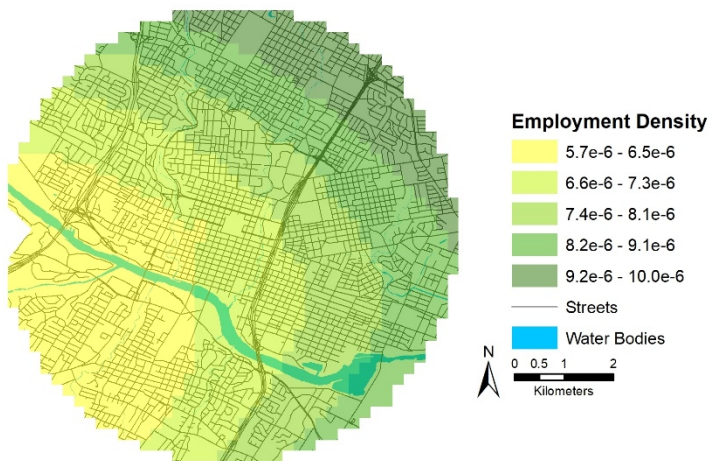 Employment Density
5.7e-6 - 6.5e-6
6.6e-6 - 7.3e-6
7.4e-6 - 8.1e-6
8.2e-6 - 9.1e-6
9.2e-6 - 10.0e-6
Streets
Water Bodies
N
0 0.5 1 2
Kilometers